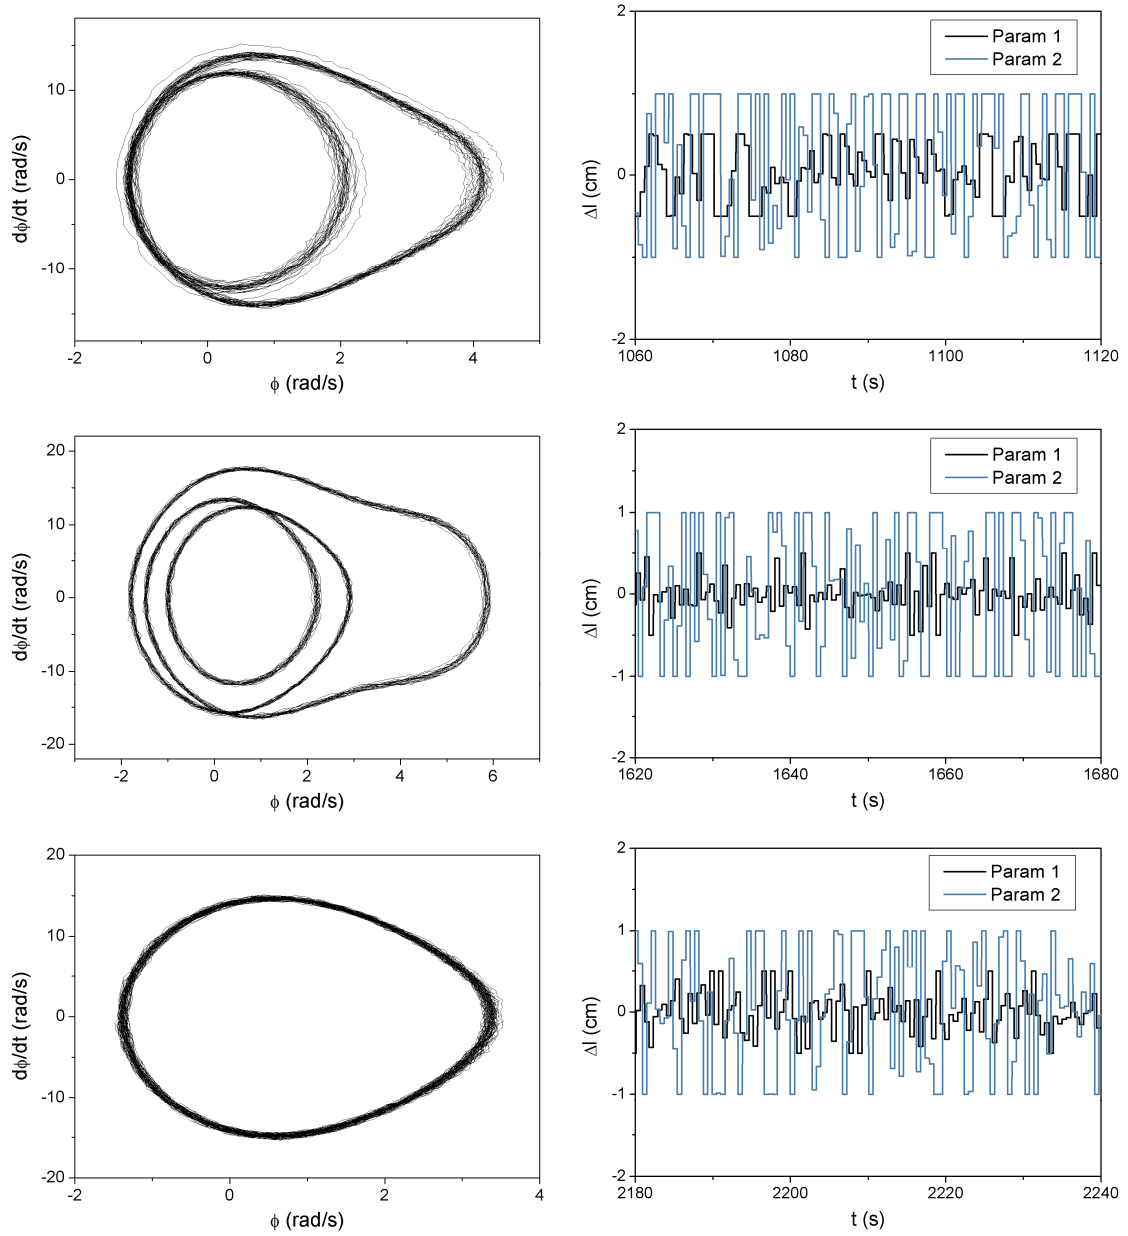 10
0
-10
dϕ/dt (rad/s)
-2
0
2
4
ϕ (rad/s)
2
0
-2
Δl (cm)
Param 1
Param 2
1060
1080
1100
1120
t (s)
20
10
0
-10
-20
dϕ/dt (rad/s)
-2
0
2
4
6
ϕ (rad/s)
2
1
0
-1
-2
Δl (cm)
Param 1
Param 2
1620
1640
1660
1680
t (s)
20
10
0
-10
-20
dϕ/dt (rad/s)
-2
0
2
4
ϕ (rad/s)
2
1
0
-1
-2
Δl (cm)
Param 1
Param 2
2180
2200
2220
2240
t (s)